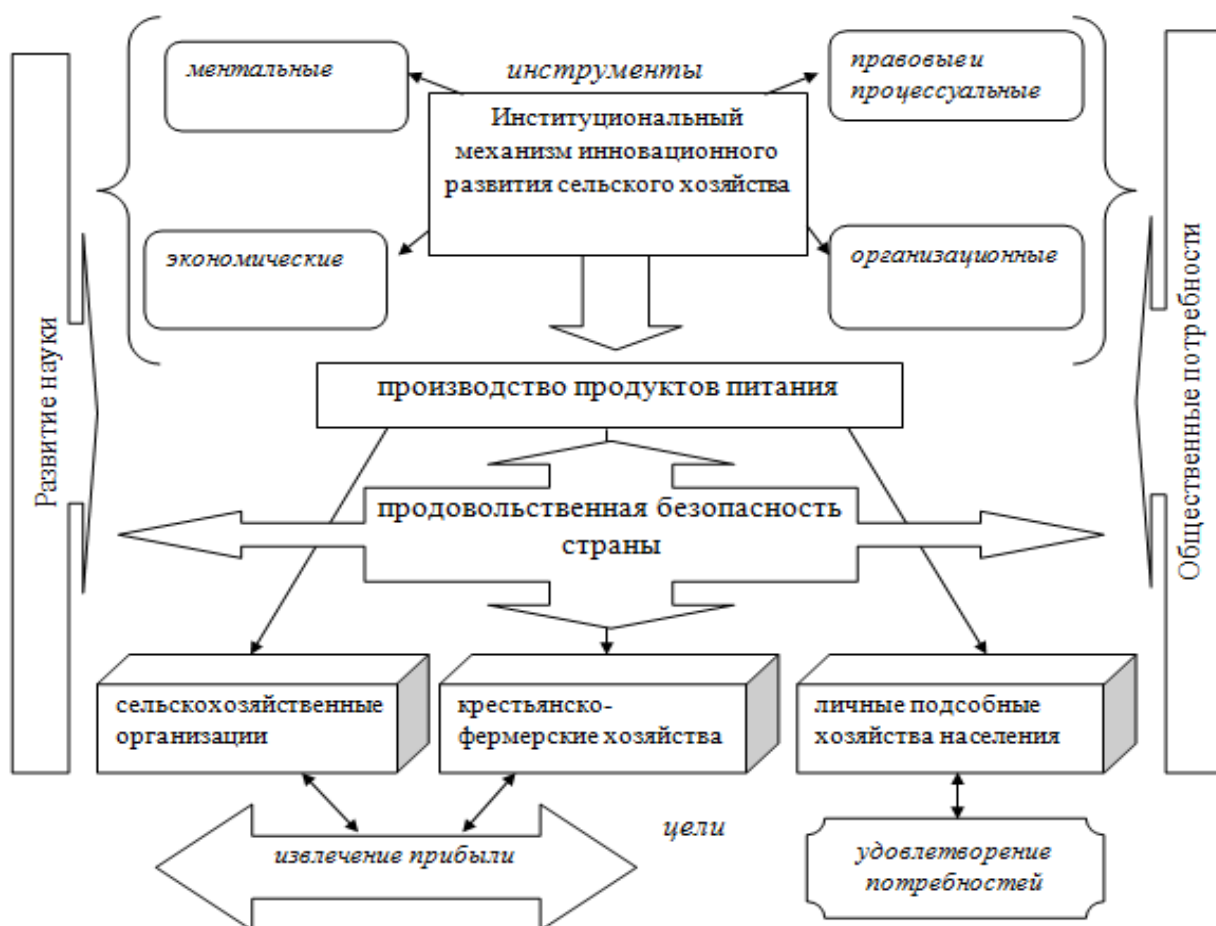 ментальные
инструменты
правовые и
процессуальные
Институциональный
механизм инновационного
развития сельского хозяйства
экономические
организационные
Развитие науки
Общественные потребности
производство продуктов питания
продовольственная безопасность
страны
сельскохозяйственные
организации
крестьянско-
фермерские хозяйства
личные подсобные
хозяйства населения
цели
извлечение прибыли
удовлетворение
потребностей